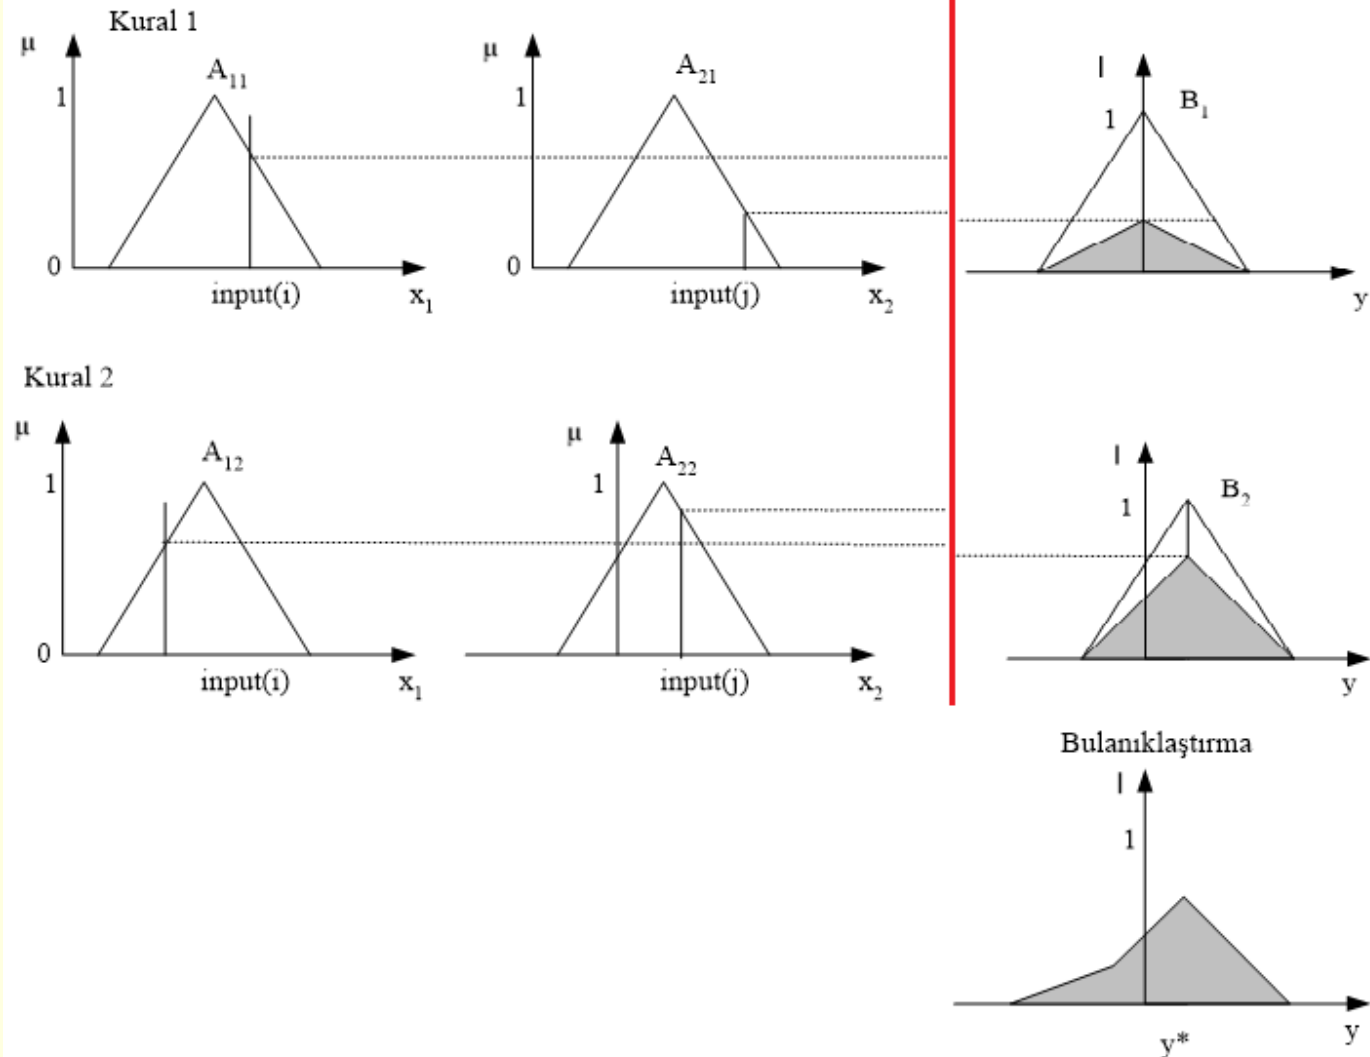 Kural 1
μ
μ
A11
A21
B1
1
1
1
0
0
input(i)
x1
input(j)
x2
y
Kural 2
μ
μ
A12
A22
B2
1
1
1
0
input(i)
x1
input(j)
x2
y
Bulanıklaştırma
1
y*
y